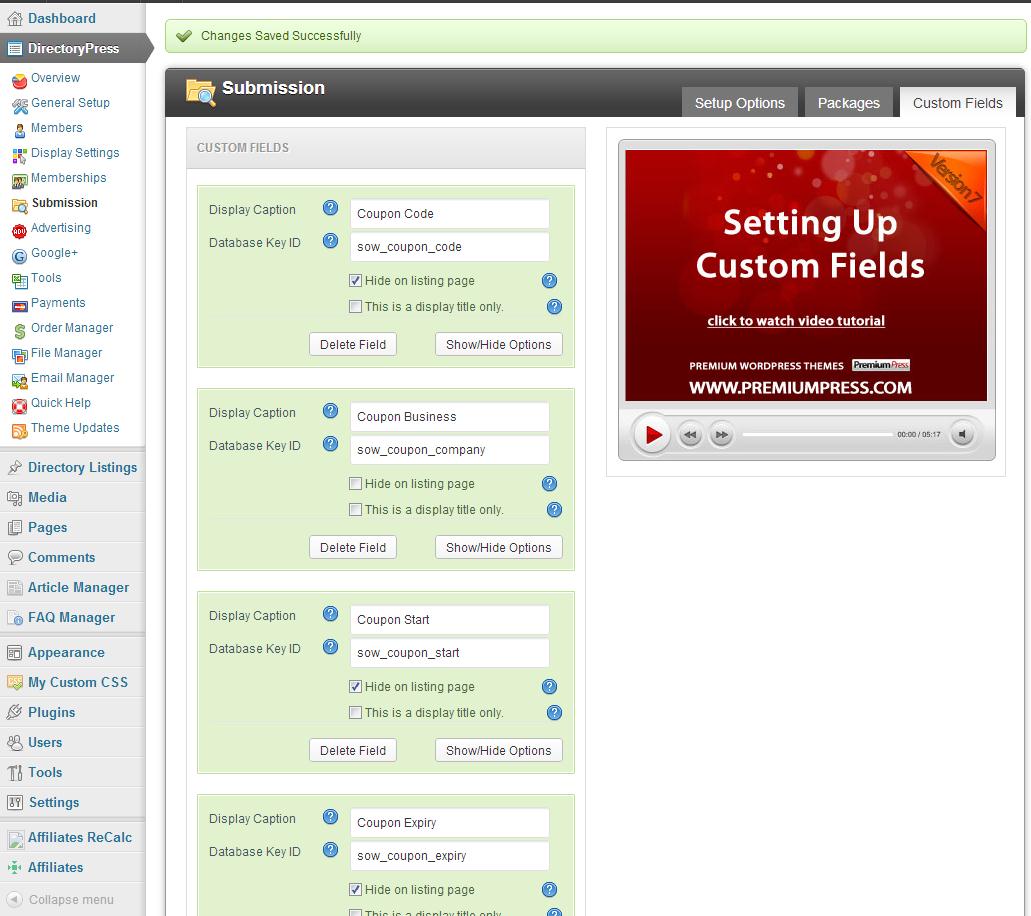 Dashboard
DirectoryPress
Overview
General Setup
Members
Display Settings
Memberships
Submission
Advertising
Google+
Tools
Payments
Order Manager
File Manager
Email Manager
Quick Help
Theme Updates
Directory Listings
Media
Pages
Comments
Article Manager
FAQ Manager
Appearance
My Custom CSS
Plugins
Users
Tools
Settings
Affiliates ReCalc
Affiliates
Collapse menu
Changes Saved Successfully
Submission
Setup Options
Packages
Custom Fields
CUSTOM FIELDS
Display Caption
Coupon Code
Database Key ID
sow_coupon_code
Hide on listing page
This is a display title only.
Delete Field
Show/Hide Options
Display Caption
Coupon Business
Database Key ID
sow_coupon_company
Hide on listing page
This is a display title only.
Delete Field
Show/Hide Options
Display Caption
Coupon Start
Database Key ID
sow_coupon_start
Hide on listing page
This is a display title only.
Delete Field
Show/Hide Options
Display Caption
Coupon Expiry
Database Key ID
sow_coupon_expiry
Hide on listing page
This is a display title only.
Version 7
Setting Up
Custom Fields
click to watch video tutorial
PREMIUM WORDPRESS THEMES PremiumPress
WWW.PREMIUMPRESS.COM
00:00 / 05:17